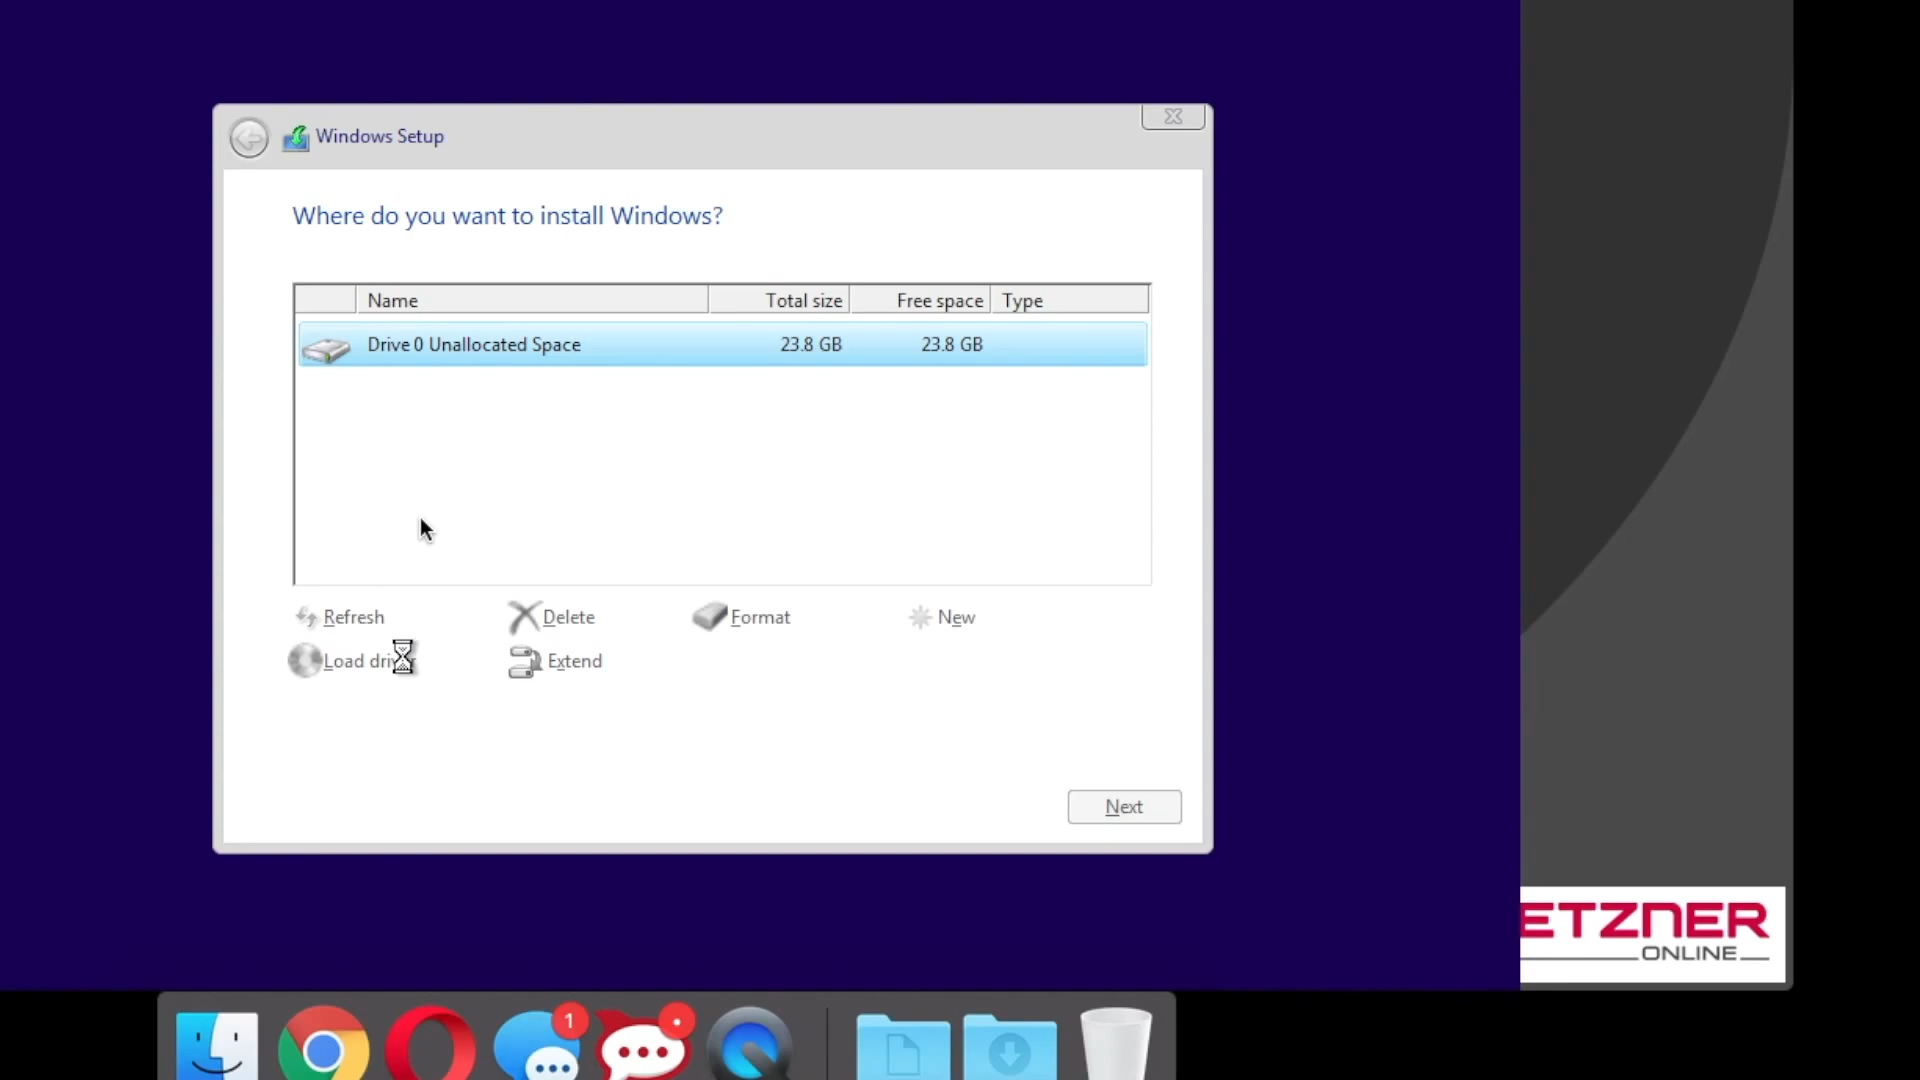 Windows Setup
Where do you want to install Windows?
Name Total size Free space Type
Drive 0 Unallocated Space 23.8 GB 23.8 GB
Refresh Delete Format New
Load Extend
Next
ETZNER
ONLINE
1